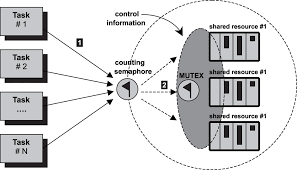 Task
# 1
Task
# 2
Task
....
Task
# N
1
counting
semaphore
control
information
2
MUTEX
shared resource #1
shared resource #1
shared resource #1